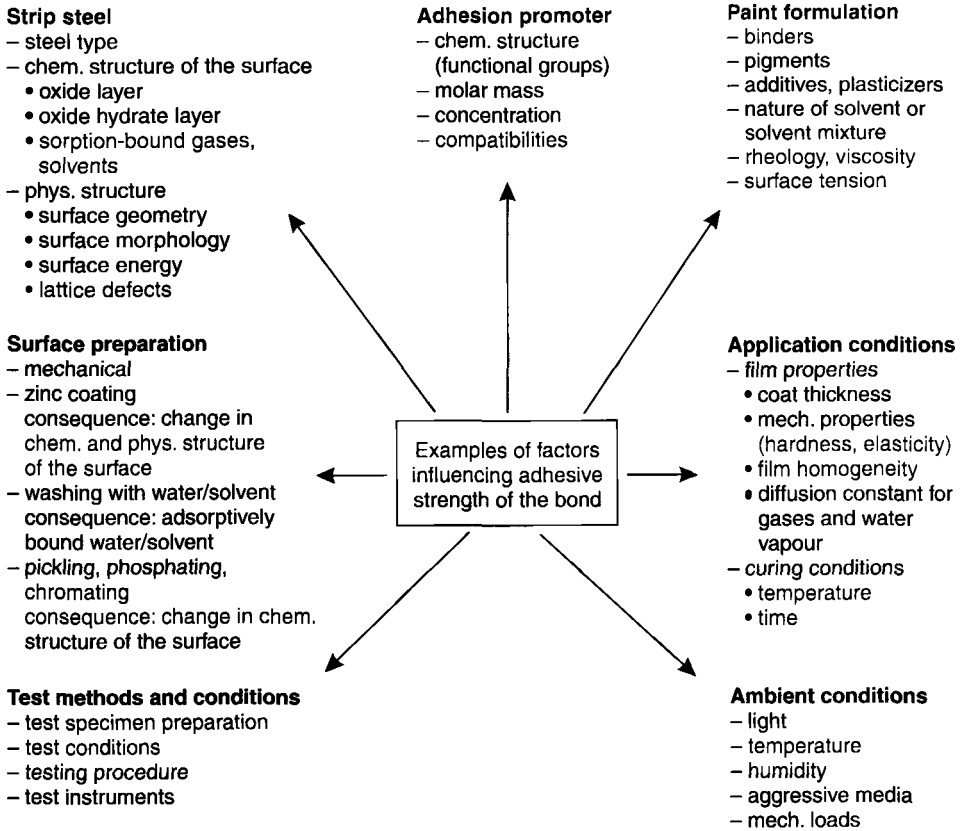 Strip steel
– steel type
– chem. structure of the surface
• oxide layer
• oxide hydrate layer
• sorption-bound gases,
solvents
– phys. structure
• surface geometry
• surface morphology
• surface energy
• lattice defects
Adhesion promoter
– chem. structure
(functional groups)
– molar mass
– concentration
– compatibilities
Paint formulation
– binders
– pigments
– additives, plasticizers
– nature of solvent or
solvent mixture
– rheology, viscosity
– surface tension
Surface preparation
– mechanical
– zinc coating
consequence: change in
chem. and phys. structure
of the surface
– washing with water/solvent
consequence: adsorptively
bound water/solvent
– pickling, phosphating,
chromating
consequence: change in chem.
structure of the surface
Examples of factors
influencing adhesive
strength of the bond
Application conditions
– film properties
• coat thickness
• mech. properties
(hardness, elasticity)
• film homogeneity
• diffusion constant for
gases and water
vapour
– curing conditions
• temperature
• time
Test methods and conditions
– test specimen preparation
– test conditions
– testing procedure
– test instruments
Ambient conditions
– light
– temperature
– humidity
– aggressive media
– mech. loads